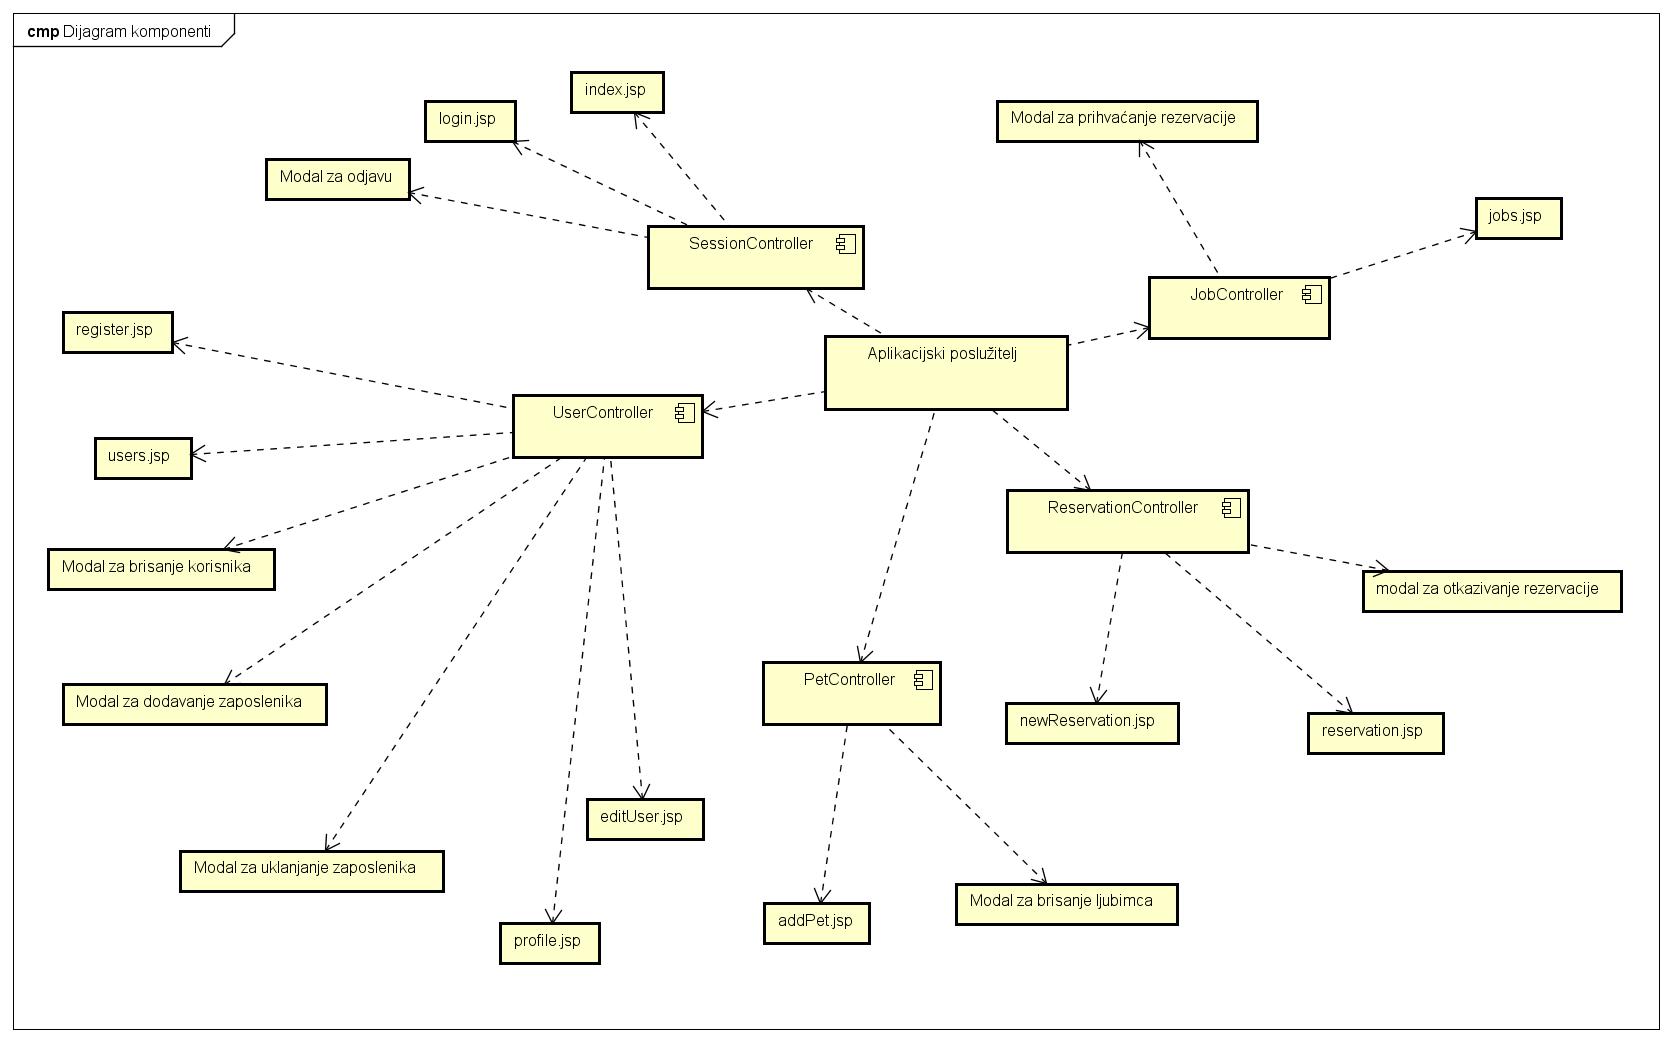 cmp Dijagram komponenti
index.jsp
login.jsp
Modal za prihvaćanje rezervacije
Modal za odjavu
jobs.jsp
SessionController
JobController
register.jsp
Aplikacijski poslužitelj
UserController
users.jsp
ReservationController
Modal za brisanje korisnika
modal za otkazivanje rezervacije
PetController
Modal za dodavanje zaposlenika
newReservation.jsp
reservation.jsp
editUser.jsp
Modal za uklanjanje zaposlenika
Modal za brisanje ljubimca
addPet.jsp
profile.jsp